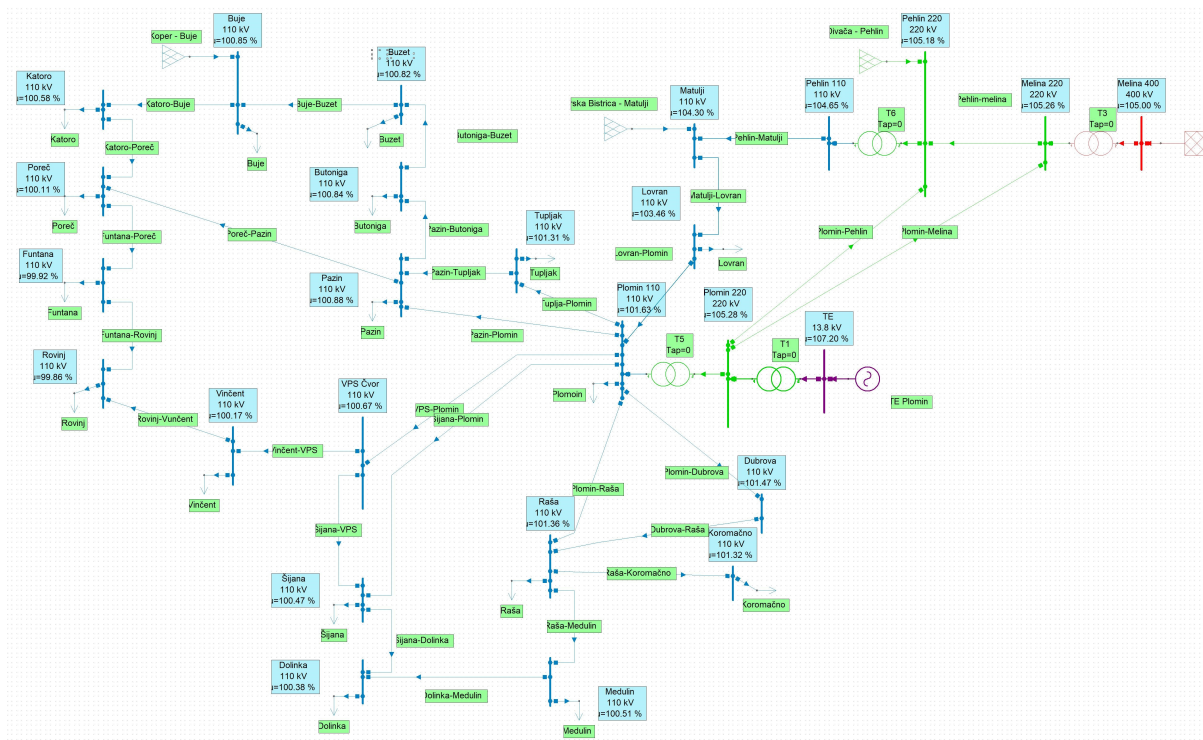 Buje
110 kV
u=100.85 %
Koper - Buje
Buzet
110 kV
u=100.82 %
Pehlin 220
220 kV
u=105.18 %
Divača - Pehlin
Katoro
110 kV
u=100.58 %
Katoro-Buje
Buje-Buzet
Matulji
110 kV
u=104.30 %
Bistrica - Matulji
Pehlin 110
110 kV
u=104.65 %
Pehlin-melina
Melina 220
220 kV
u=105.26 %
Melina 400
400 kV
u=105.00 %
T6
Tap=0
T3
Tap=0
Katoro
Katoro-Poreč
Buje
Buzet
Butoniga-Buzet
Pehlin-Matulji
Poreč
110 kV
u=100.11 %
Butoniga
110 kV
u=100.84 %
Lovran
110 kV
u=103.46 %
Matulji-Lovran
Poreč
Funtana-Poreč
Poreč-Pazin
Butoniga
Pazin-Butoniga
Tupljak
110 kV
u=101.31 %
Plomin-Pehlin
Plomin-Melina
Funtana
110 kV
u=99.92 %
Pazin
110 kV
u=100.88 %
Pazin-Tupljak
Tupljak
Lovran-Plomin
Lovran
Funtana
Tuplja-Plomin
Plomin 110
110 kV
u=101.63 %
Plomin 220
220 kV
u=105.28 %
TE
13.8 kV
u=107.20 %
Funtana-Rovinj
Pazin
Pazin-Plomin
T5
Tap=0
T1
Tap=0
Rovinj
110 kV
u=99.86 %
Vinčent
110 kV
u=100.17 %
VPS Čvor
110 kV
u=100.67 %
Plomoin
TE Plomin
Rovinj
Rovinj-Vunčent
VPS-Plomin
Šijana-Plomin
Vinčent-VPS
Plomin-Dubrova
Dubrova
110 kV
u=101.47 %
Vinčent
Plomin-Raša
Raša
110 kV
u=101.36 %
Šijana-VPS
Dubrova-Raša
Koromačno
110 kV
u=101.32 %
Šijana
110 kV
u=100.47 %
Raša-Koromačno
Raša
Koromačno
Šijana
Raša-Medulin
Šijana-Dolinka
Dolinka
110 kV
u=100.38 %
Dolinka-Medulin
Medulin
110 kV
u=100.51 %
Dolinka
Medulin